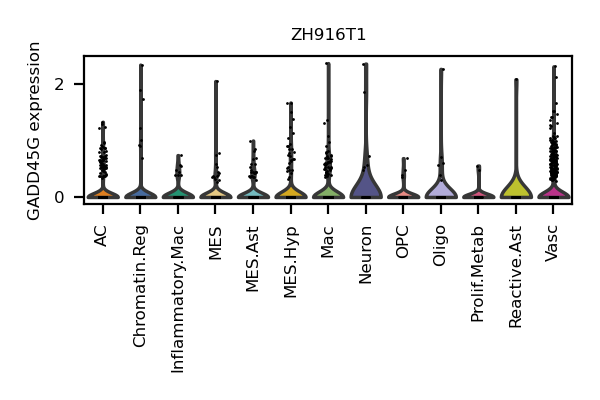 ZH916T1
GADD45G expression
2
0
AC
Chromatin.Reg
Inflammatory.Mac
MES
MES.Ast
MES.Hyp
Mac
Neuron
OPC
Oligo
Prolif.Metab
Reactive.Ast
Vasc